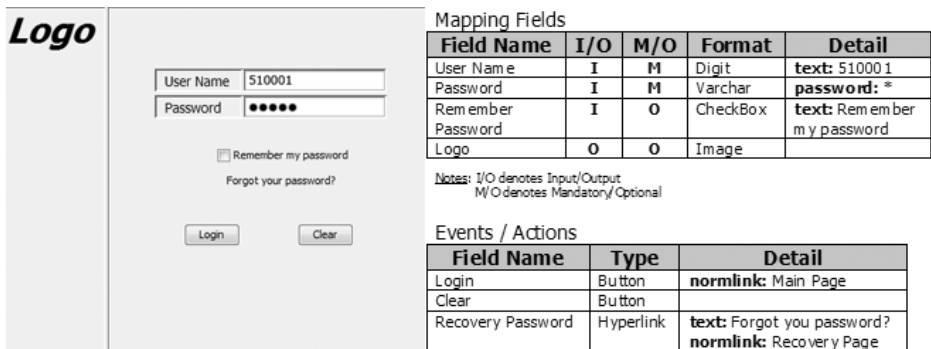 Logo
User Name 510001
Password ●●●●●
Remember my password
Forgot your password?
Login Clear
Mapping Fields
Field Name I/O M/O Format Detail
User Name I M Digit text: 510001
Password I M Varchar password: *
Remember I O CheckBox text: Remember
Password my password
Logo O O Image
Notes: I/O denotes Input/Output
M/O denotes Mandatory/Optional
Events / Actions
Field Name Type Detail
Login Button normlink: Main Page
Clear Button
Recovery Password Hyperlink text: Forgot you password?
normlink: Recovery Page